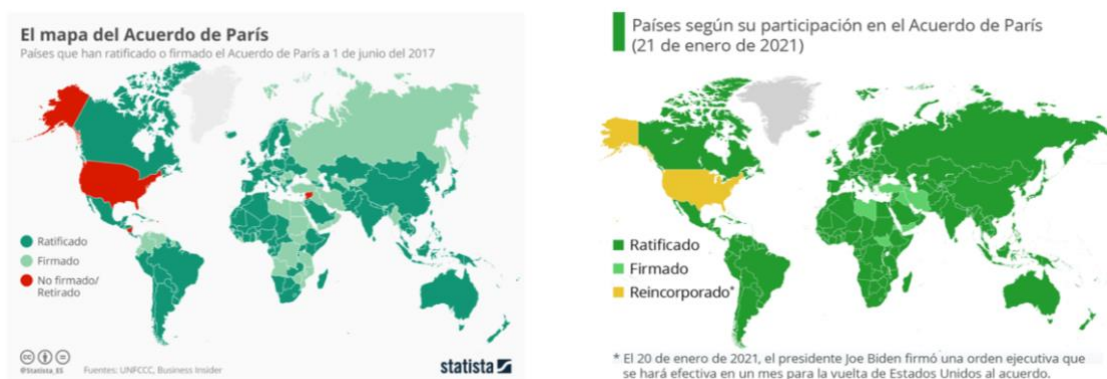 El mapa del Acuerdo de París
Países que han ratificado o firmado el Acuerdo de París a 1 de junio del 2017
Ratificado
Firmado
No firmado/
Retirado
@Statista_ES
Fuentes: UNFCCC, Business Insider
statista
Países según su participación en el Acuerdo de París
(21 de enero de 2021)
Ratificado
Firmado
Reincorporado*
* El 20 de enero de 2021, el presidente Joe Biden firmó una orden ejecutiva que
se hará efectiva en un mes para la vuelta de Estados Unidos al acuerdo.